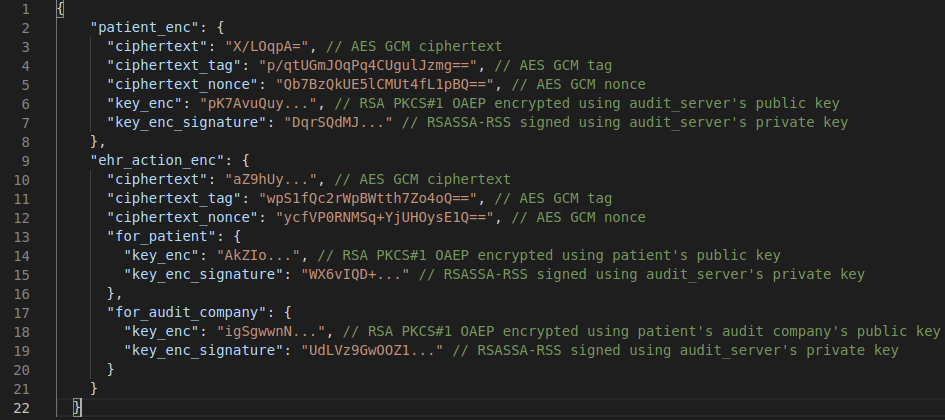 1 {
2 "patient_enc": {
3 "ciphertext": "X/LOqpA=", // AES GCM ciphertext
4 "ciphertext_tag": "p/qtUGmJOqPq4CUgulJzmg==", // AES GCM tag
5 "ciphertext_nonce": "Qb7BzQkUE5lCMUt4fL1pBQ==", // AES GCM nonce
6 "key_enc": "pK7AvuQuy...", // RSA PKCS#1 OAEP encrypted using audit_server's public key
7 "key_enc_signature": "DqrSQdMJ..." // RSASSA-RSS signed using audit_server's private key
8 },
9 "ehr_action_enc": {
10 "ciphertext": "aZ9hUy...", // AES GCM ciphertext
11 "ciphertext_tag": "wpS1fQc2rWpBWtth7Zo4oQ==", // AES GCM tag
12 "ciphertext_nonce": "ycfVP0RNMSq+YjUHOysE1Q==", // AES GCM nonce
13 "for_patient": {
14 "key_enc": "AkZIo...", // RSA PKCS#1 OAEP encrypted using patient's public key
15 "key_enc_signature": "WX6vIQD+..." // RSASSA-RSS signed using audit_server's private key
16 },
17 "for_audit_company": {
18 "key_enc": "igSgwwnN...", // RSA PKCS#1 OAEP encrypted using patient's audit company's public key
19 "key_enc_signature": "UdLVz9GwOOZ1..." // RSASSA-RSS signed using audit_server's private key
20 }
21 }
22 }